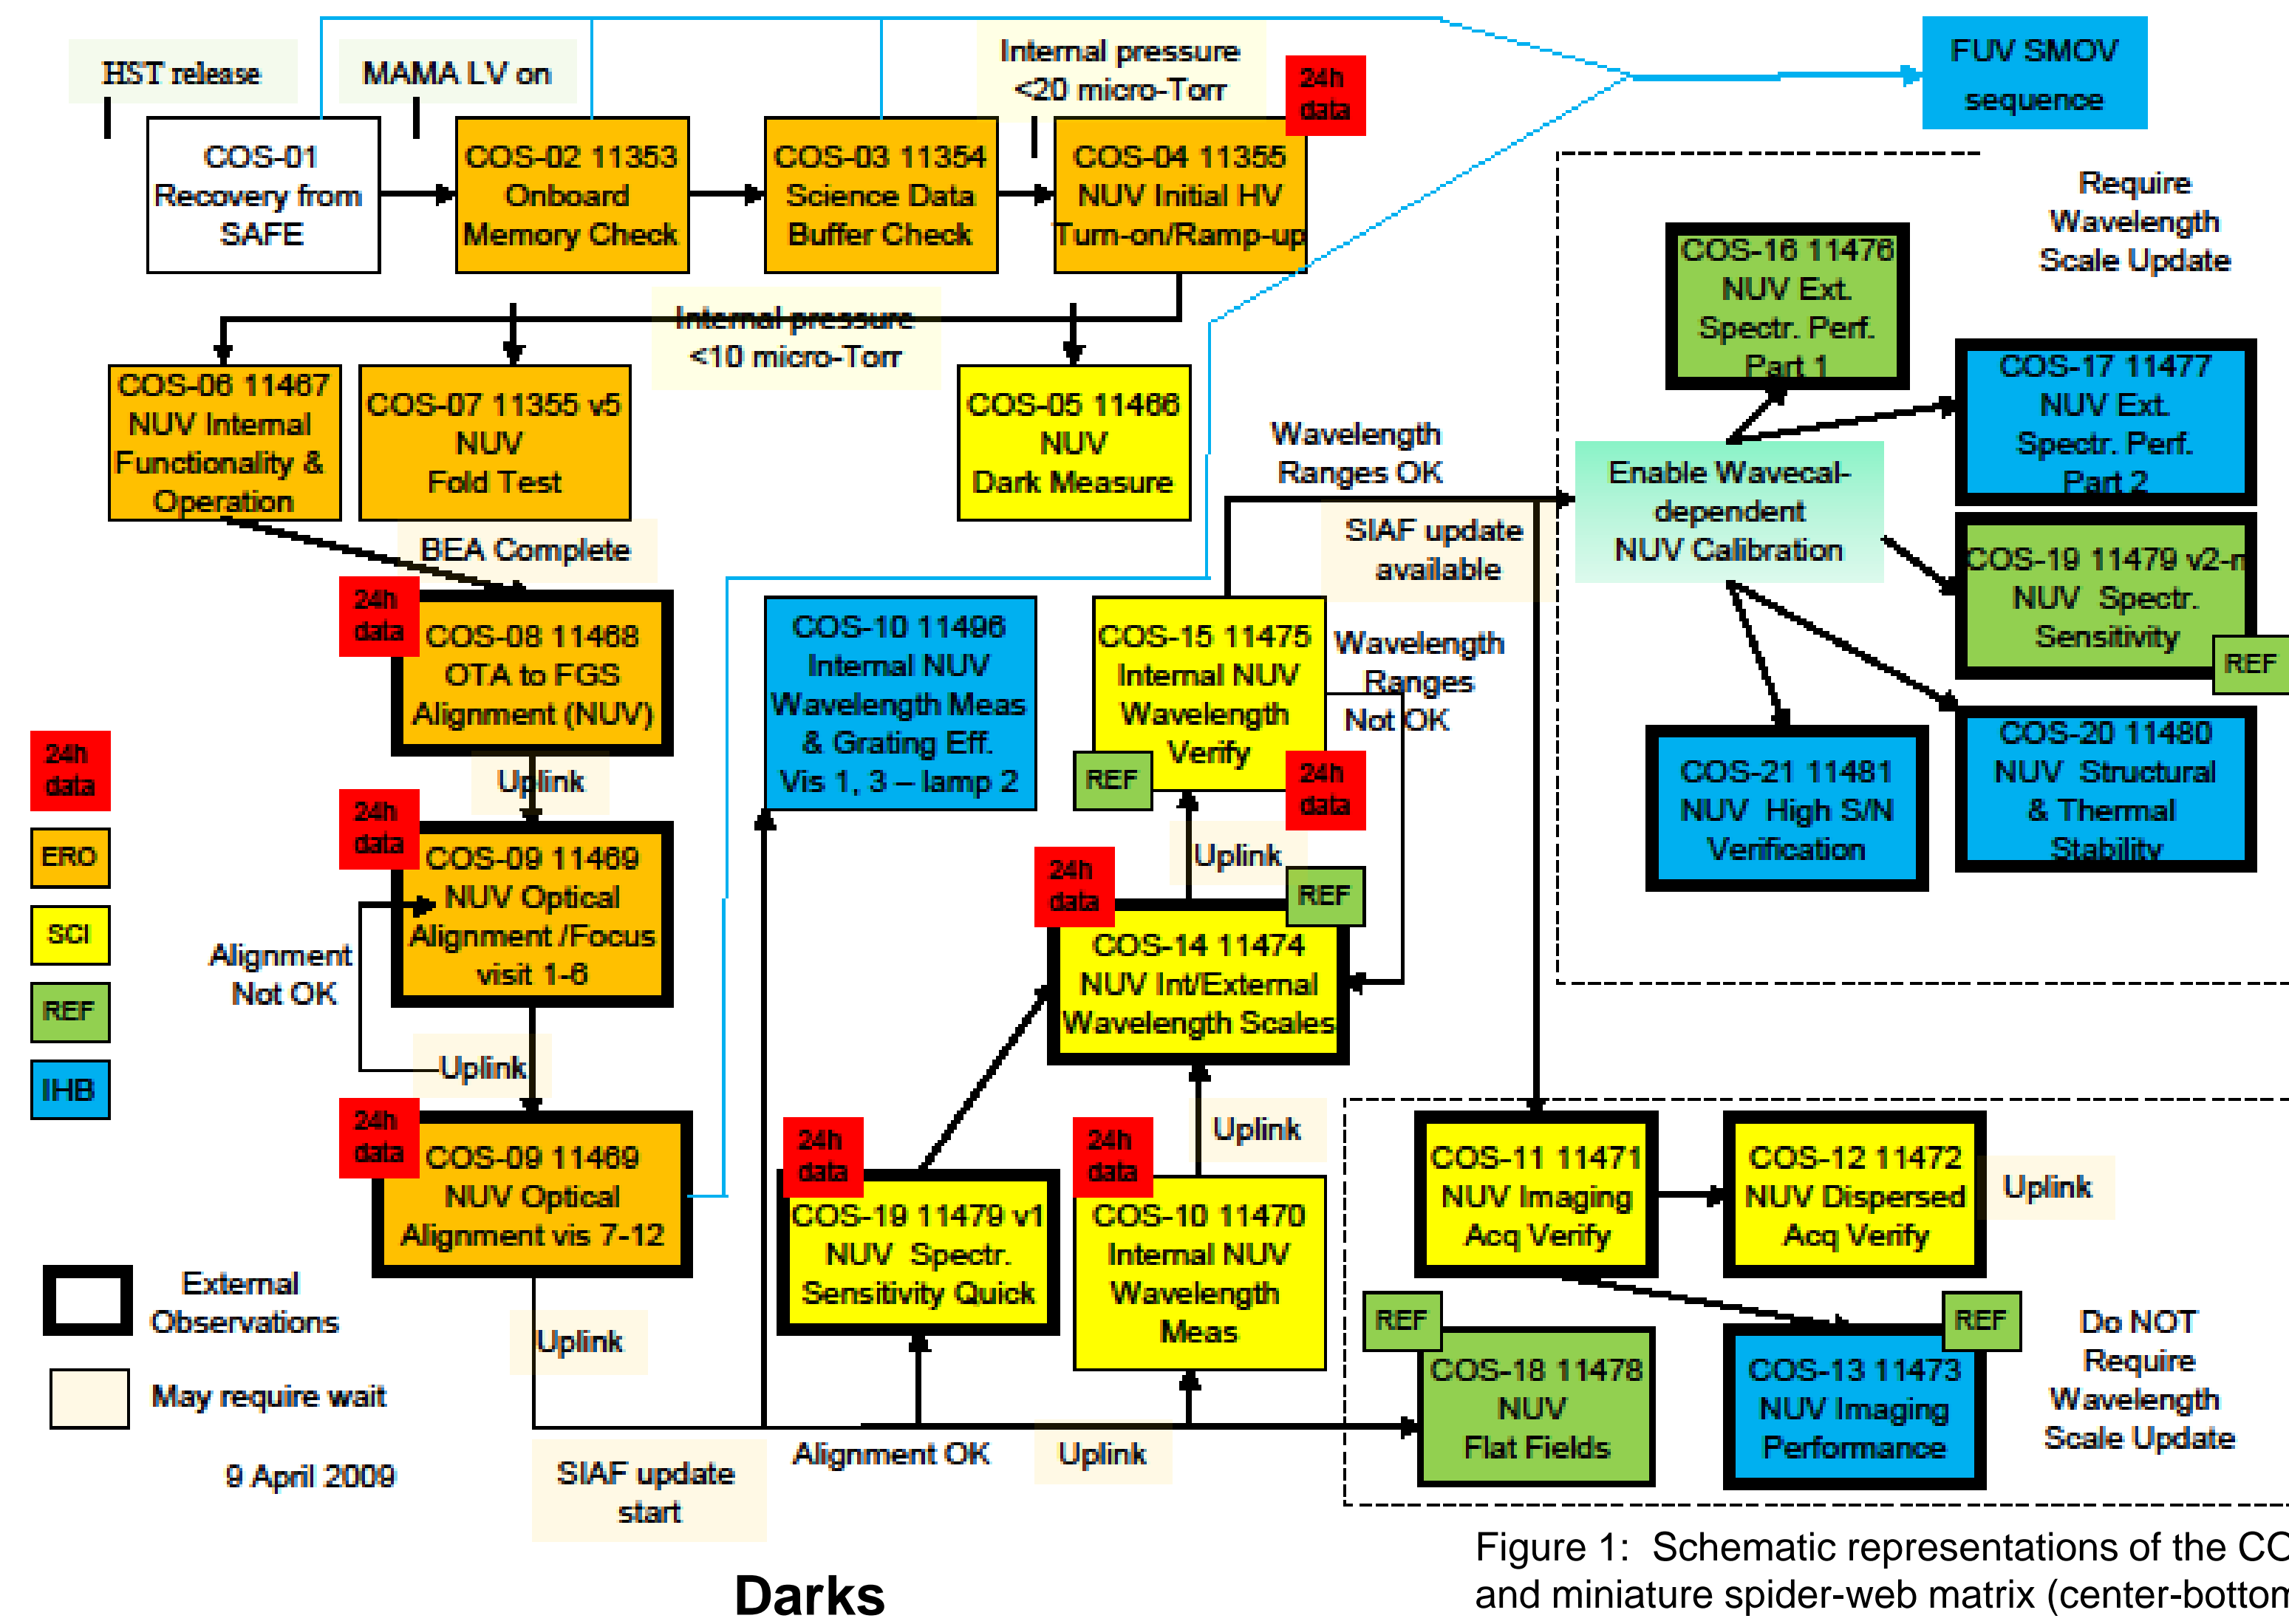 HST release
MAMA LV on
Internal pressure
<20 micro-Torr
24h
data
FUV SMOV
sequence
COS-01
Recovery from
SAFE
COS-02 11353
Onboard
Memory Check
COS-03 11354
Science Data
Buffer Check
COS-04 11355
NUV Initial HV
Turn-on/Ramp-up
Require
Wavelength
Scale Update
Internal pressure
<10 micro-Torr
COS-06 11467
NUV Internal
Functionality &
Operation
COS-07 11355 v5
NUV
Fold Test
COS-05 11466
NUV
Dark Measure
COS-16 11476
NUV Ext.
Spectr. Perf.
Part 1
COS-17 11477
NUV Ext.
Spectr. Perf.
Part 2
Wavelength
Ranges OK
Enable Wavecal-
dependent
NUV Calibration
SIAF update
available
BEA Complete
24h
data
COS-08 11468
OTA to FGS
Alignment (NUV)
COS-10 11496
Internal NUV
Wavelength Meas
& Grating Eff.
Vis 1, 3 – lamp 2
COS-15 11475
Internal NUV
Wavelength
Verify
REF
24h
data
Wavelength
Ranges
Not OK
COS-19 11479 v2-n
NUV Spectr.
Sensitivity
REF
COS-21 11481
NUV High S/N
Verification
COS-20 11480
NUV Structural
& Thermal
Stability
Uplink
24h
data
ERO
SCI
REF
IHB
24h
data
COS-09 11469
NUV Optical
Alignment /Focus
visit 1-6
Alignment
Not OK
Uplink
Uplink
24h
data
REF
COS-14 11474
NUV Int/External
Wavelength Scales
Uplink
24h
data
COS-09 11469
NUV Optical
Alignment vis 7-12
24h
data
COS-19 11479 v1
NUV Spectr.
Sensitivity Quick
24h
data
COS-10 11470
Internal NUV
Wavelength
Meas
COS-11 11471
NUV Imaging
Acq Verify
COS-12 11472
NUV Dispersed
Acq Verify
Uplink
External
Observations
May require wait
9 April 2009
Uplink
SIAF update
start
Alignment OK
Uplink
REF
COS-18 11478
NUV
Flat Fields
REF
COS-13 11473
NUV Imaging
Performance
Do NOT
Require
Wavelength
Scale Update
Darks
Figure 1: Schematic representations of the CO
and miniature spider-web matrix (center-bottom